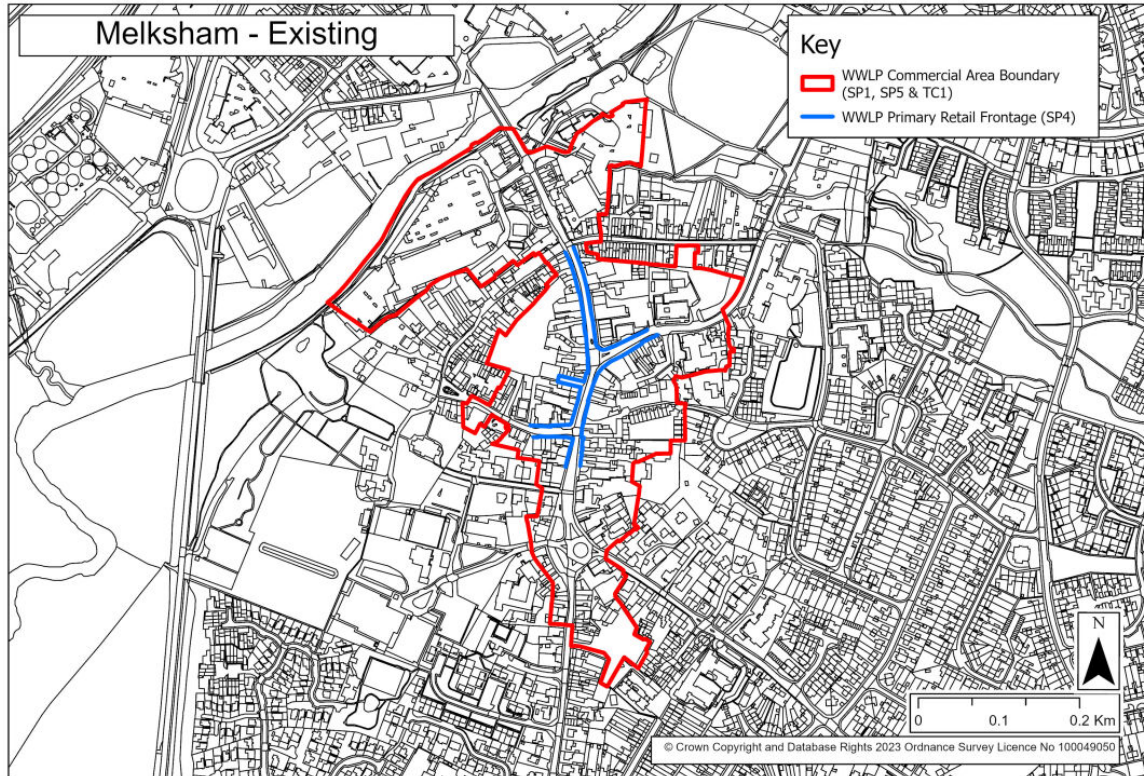 Melksham - Existing
Key
WWLP Commercial Area Boundary
(SP1, SP5 & TC1)
WWLP Primary Retail Frontage (SP4)
N
0 0.1 0.2 Km
© Crown Copyright and Database Rights 2023 Ordnance Survey Licence No 100049050